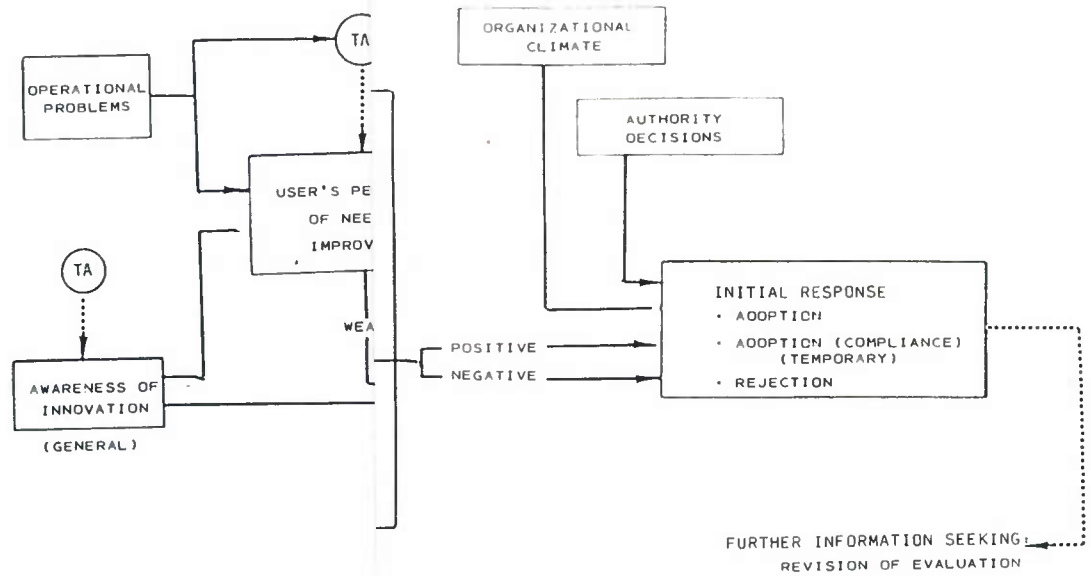 TA
ORGANIZATIONAL
CLIMATE
OPERATIONAL
PROBLEMS
AUTHORITY
DECISIONS
USER'S PE
OF NEE
IMPROV
TA
INITIAL RESPONSE
• ADOPTION
• ADOPTION (COMPLIANCE)
(TEMPORARY)
• REJECTION
WEA
POSITIVE
NEGATIVE
AWARENESS OF
INNOVATION
(GENERAL)
FURTHER INFORMATION SEEKING:
REVISION OF EVALUATION